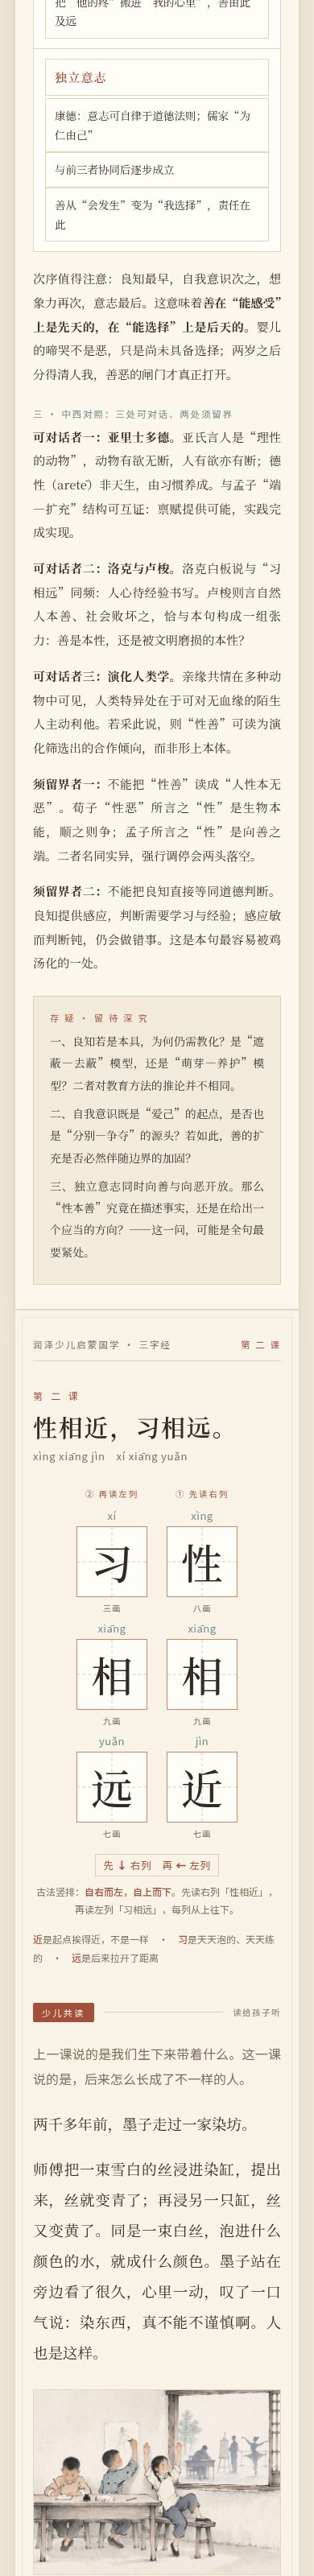 把“他的疼”搬进“我的心里”，善由此
及远
独立意志
康德：意志可自律于道德法则；儒家“为
仁由己”
与前三者协同后逐步成立
善从“会发生”变为“我选择”，责任在
此
次序值得注意：良知最早，自我意识次之，想
象力再次，意志最后。这意味着善在“能感受”
上是先天的，在“能选择”上是后天的。婴儿
的啼哭不是恶，只是尚未具备选择；两岁之后
分得清人我，善恶的闸门才真正打开。
三 · 中西对照：三处可对话、两处须留界
可对话者一：亚里士多德。亚氏言人是“理性
的动物”，动物有欲无断，人有欲亦有断；德
性（arete）非天生，由习惯养成。与孟子“端
—扩充”结构可互证：禀赋提供可能，实践完
成实现。
可对话者二：洛克与卢梭。洛克白板说与“习
相远”同频：人心待经验书写。卢梭则言自然
人本善、社会败坏之，恰与本句构成一组张
力：善是本性，还是被文明磨损的本性？
可对话者三：演化人类学。亲缘共情在多种动
物中可见，人类特异处在于可对无血缘的陌生
人主动利他。若采此说，则“性善”可读为演
化筛选出的合作倾向，而非形上本体。
须留界者一：不能把“性善”读成“人性本无
恶”。荀子“性恶”所言之“性”是生物本
能，顺之则争；孟子所言之“性”是向善之
端。二者名同实异，强行调停会两头落空。
须留界者二：不能把良知直接等同道德判断。
良知提供感应，判断需要学习与经验；感应敏
而判断钝，仍会做错事。这是本句最容易被鸡
汤化的一处。
存疑 · 留待深究
一、良知若是本具，为何仍需教化？是“遮
蔽—去蔽”模型，还是“萌芽—养护”模
型？二者对教育方法的推论并不相同。
二、自我意识既是“爱己”的起点，是否也
是“分别—争夺”的源头？若如此，善的扩
充是否必然伴随边界的加固？
三、独立意志同时向善与向恶开放。那么
“性本善”究竟在描述事实，还是在给出一
个应当的方向？——这一问，可能是全句最
要紧处。
润泽少儿启蒙国学 · 三字经
第二课
第二课
性相近，习相远。
xìng xiāng jìn xí xiāng yuǎn
② 再读左列
① 先读右列
xí
xìng
习
性
三画
八画
xiāng
xiāng
相
相
九画
九画
yuǎn
jìn
远
近
七画
七画
先 ↓ 右列 再 ← 左列
古法竖排：自右而左，自上而下。先读右列「性相近」，
再读左列「习相远」，每列从上往下。
近是起点挨得近，不是一样 · 习是天天泡的、天天练
的 · 远是后来拉开了距离
少儿共读
读给孩子听
上一课说的是我们生下来带着什么。这一课
说的是，后来怎么长成了不一样的人。
两千多年前，墨子走过一家染坊。
师傅把一束雪白的丝浸进染缸，提出
来，丝就变青了；再浸另一只缸，丝
又变黄了。同是一束白丝，泡进什么
颜色的水，就成什么颜色。墨子站在
旁边看了很久，心里一动，叹了一口
气说：染东西，真不能不谨慎啊。人
也是这样。